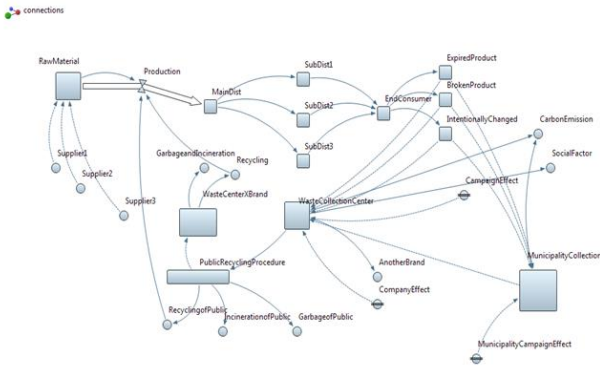 connections
RawMaterial
Production
MainDist
SubDist1
SubDist2
SubDist3
EndConsumer
ExpiredProduct
BrokenProduct
IntentionallyChanged
CarbonEmission
SocialFactor
CampaignEffect
Supplier1
Supplier2
Supplier3
GarbageandIncineration
Recycling
WasteCenterXBrand
WasteCollectionCenter
MunicipalityCollection
PublicRecyclingProcedure
AnotherBrand
CompanyEffect
RecyclingofPublic
IncinerationofPublic
GarbageofPublic
MunicipalityCampaignEffect